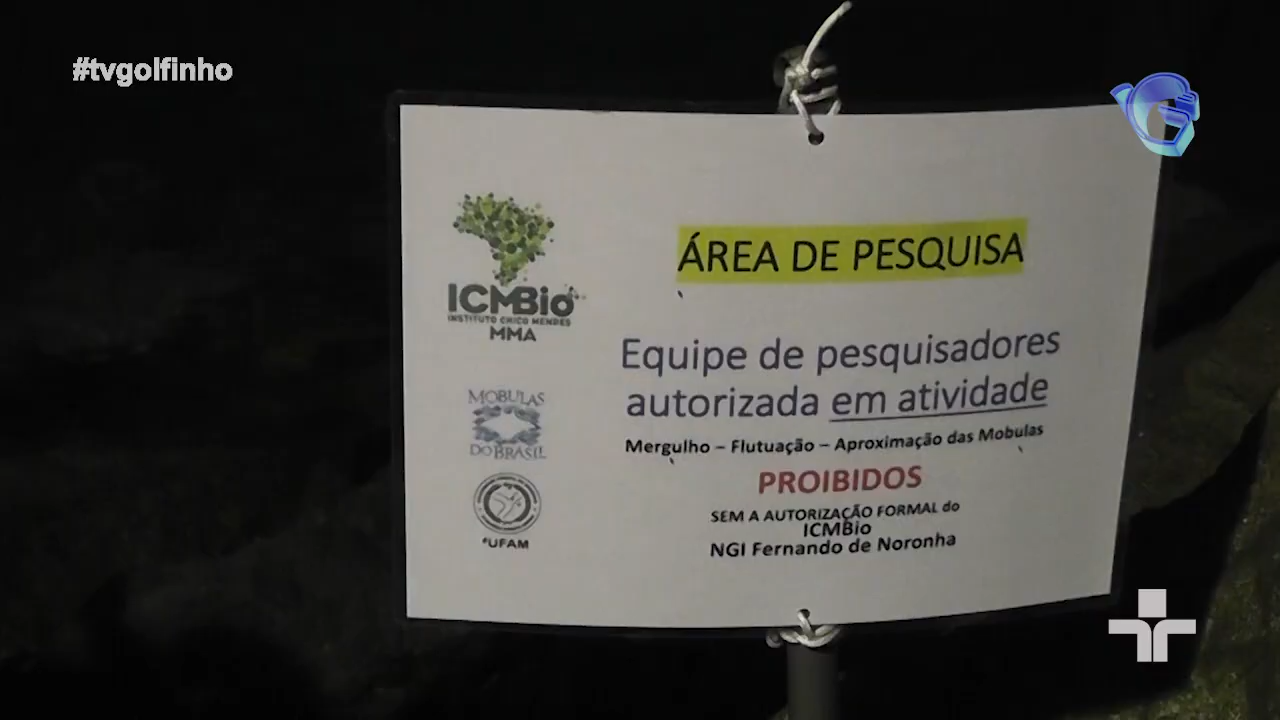 #tvgolfinho
ICMBio
INSTITUTO CHICO MENDES
MMA
MOBULAS
DO BRASIL
UFAM
ÁREA DE PESQUISA
Equipe de pesquisadores
autorizada em atividade
Mergulho – Flutuação – Aproximação das Mobulas
PROIBIDOS
SEM A AUTORIZAÇÃO FORMAL do
ICMBio
NGI Fernando de Noronha